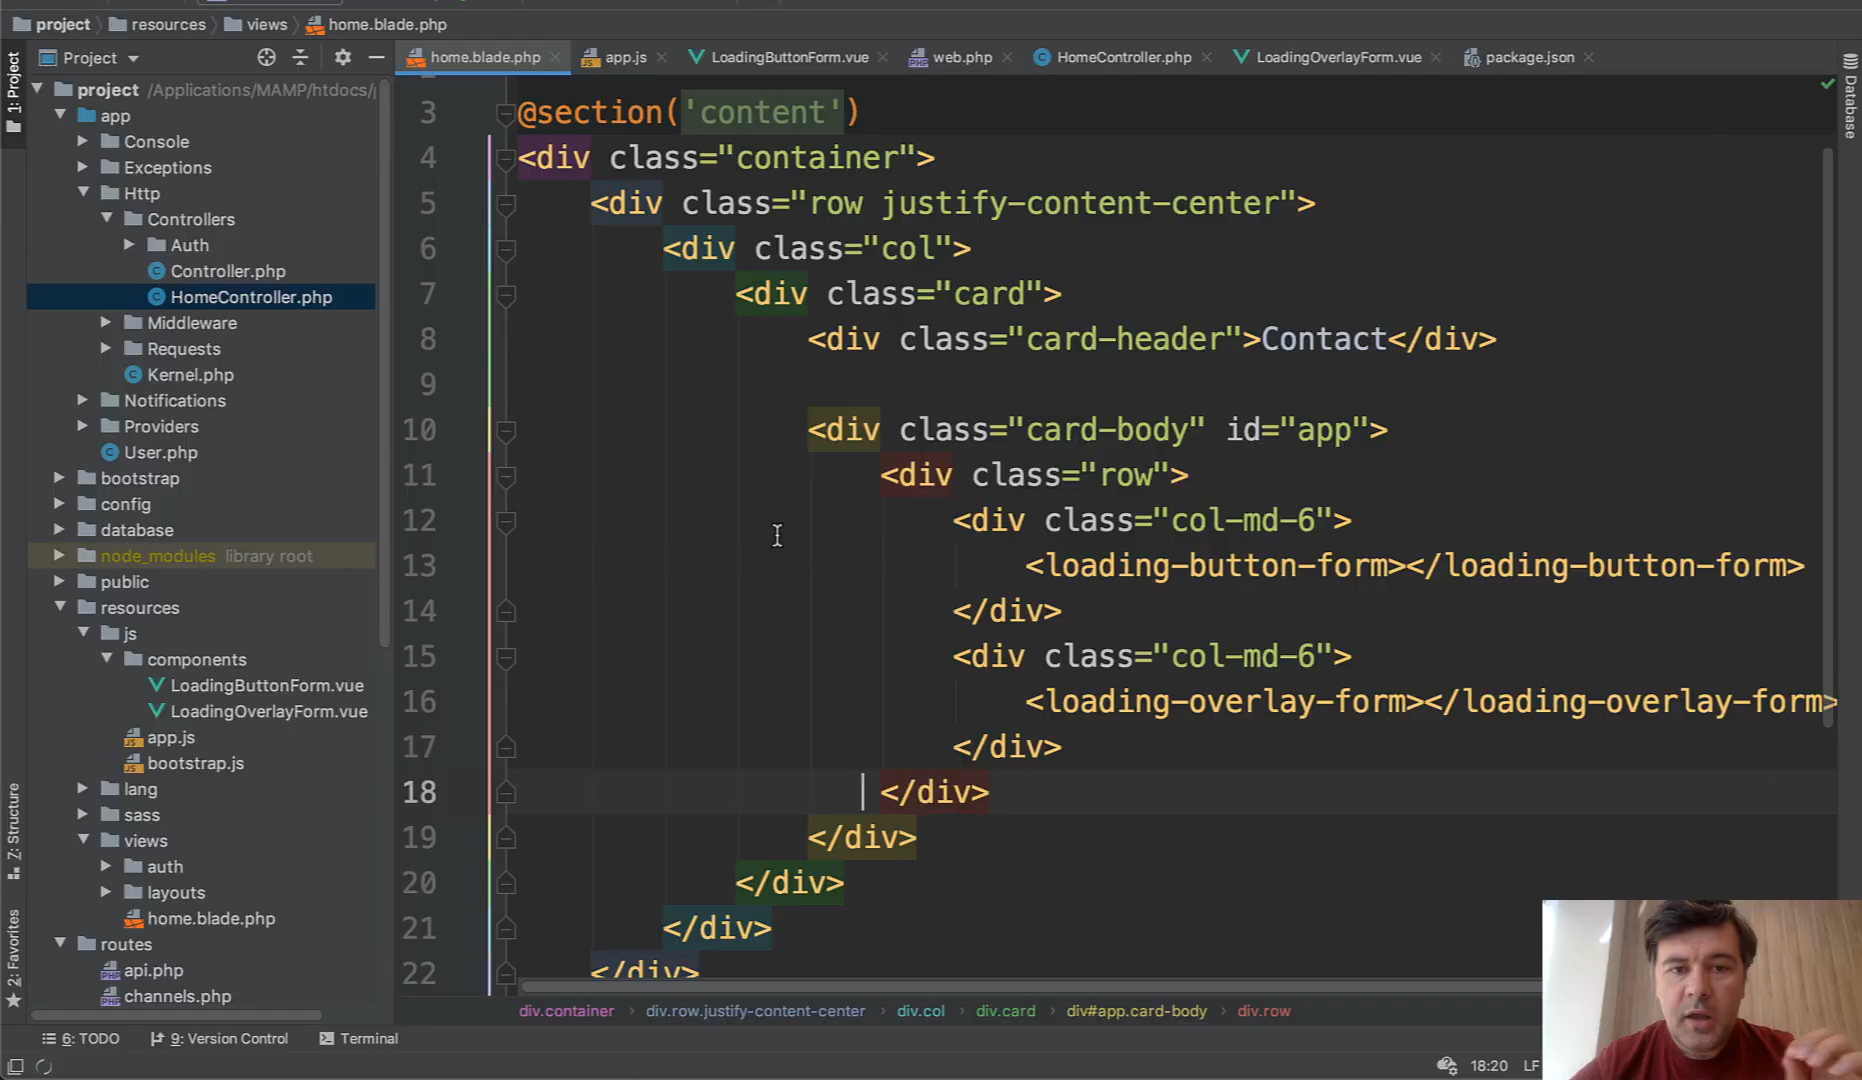 project resources views home.blade.php
Project
home.blade.php app.js LoadingButtonForm.vue web.php HomeController.php LoadingOverlayForm.vue package.json
1: Project
Database
project /Applications/MAMP/htdocs/
app
Console
Exceptions
Http
Controllers
Auth
Controller.php
HomeController.php
Middleware
Requests
Kernel.php
Notifications
Providers
User.php
bootstrap
config
database
node_modules library root
public
resources
js
components
LoadingButtonForm.vue
LoadingOverlayForm.vue
app.js
bootstrap.js
lang
sass
views
auth
layouts
home.blade.php
routes
api.php
channels.php
Z: Structure
2: Favorites
3 @section('content')
4 <div class="container">
5 <div class="row justify-content-center">
6 <div class="col">
7 <div class="card">
8 <div class="card-header">Contact</div>
9
10 <div class="card-body" id="app">
11 <div class="row">
12 <div class="col-md-6">
13 <loading-button-form></loading-button-form>
14 </div>
15 <div class="col-md-6">
16 <loading-overlay-form></loading-overlay-form>
17 </div>
18 </div>
19 </div>
20 </div>
21 </div>
22 </div>
div.container › div.row.justify-content-center › div.col › div.card › div#app.card-body › div.row
6: TODO 9: Version Control Terminal
18:20 LF